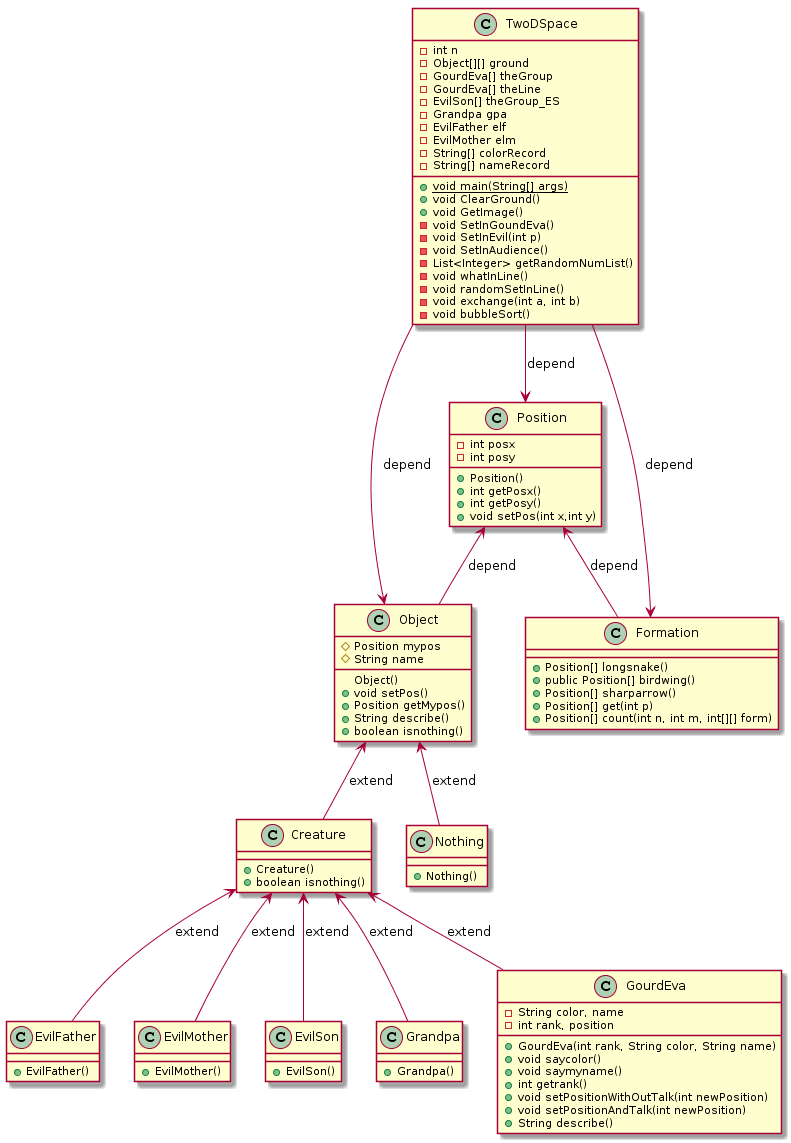 C TwoDSpace
int n
Object[][] ground
GourdEva[] theGroup
GourdEva[] theLine
EvilSon[] theGroup_ES
Grandpa gpa
EvilFather elf
EvilMother elm
String[] colorRecord
String[] nameRecord
void main(String[] args)
void ClearGround()
void GetImage()
void SetInGoundEva()
void SetInEvil(int p)
void SetInAudience()
List<Integer> getRandomNumList()
void whatInLine()
void randomSetInLine()
void exchange(int a, int b)
void bubbleSort()
depend
C Position
int posx
int posy
Position()
int getPosx()
int getPosy()
void setPos(int x,int y)
depend
depend
depend
depend
C Object
Position mypos
String name
Object()
void setPos()
Position getMypos()
String describe()
boolean isnothing()
C Formation
Position[] longsnake()
public Position[] birdwing()
Position[] sharparrow()
Position[] get(int p)
Position[] count(int n, int m, int[][] form)
extend
extend
C Creature
Creature()
boolean isnothing()
C Nothing
Nothing()
extend
extend
extend
extend
extend
C EvilFather
EvilFather()
C EvilMother
EvilMother()
C EvilSon
EvilSon()
C Grandpa
Grandpa()
C GourdEva
String color, name
int rank, position
GourdEva(int rank, String color, String name)
void saycolor()
void saymyname()
int getrank()
void setPositionWithOutTalk(int newPosition)
void setPositionAndTalk(int newPosition)
String describe()